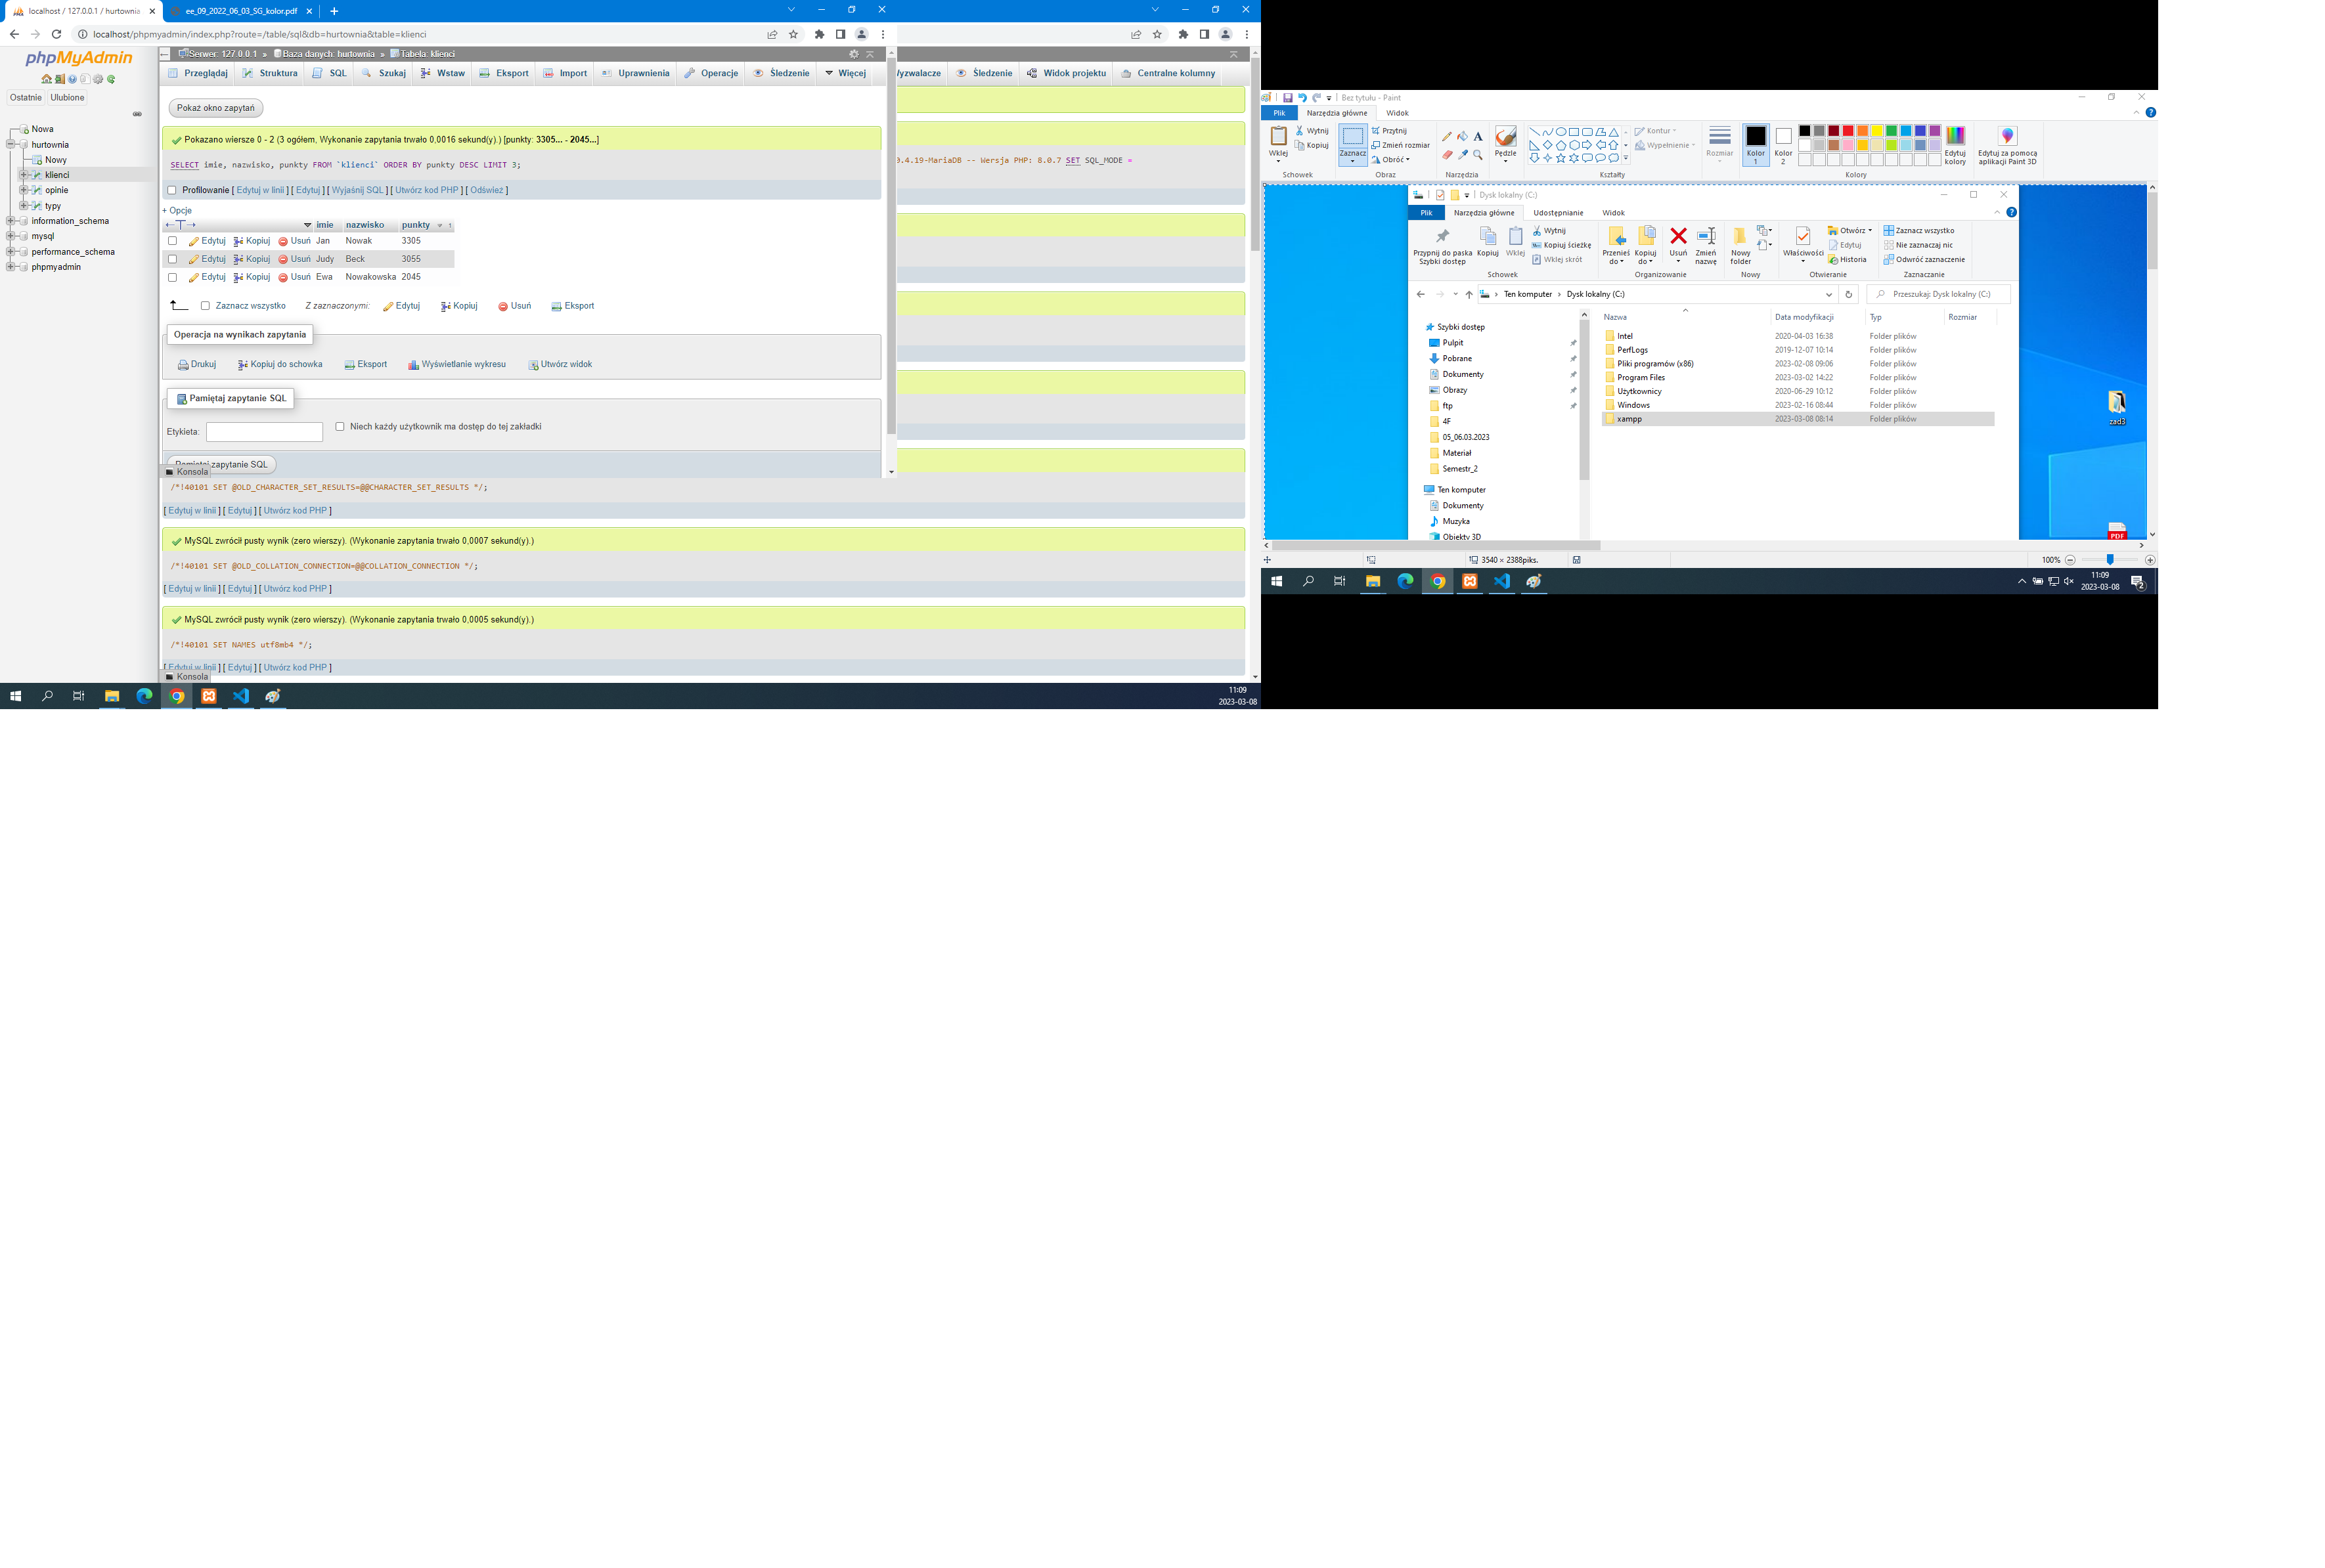 localhost / 127.0.0.1 / hurtownia
ee_09_2022_06_03_SG_kolor.pdf
localhost/phpmyadmin/index.php?route=/table/sql&db=hurtownia&table=klienci
phpMyAdmin
Ostatnie
Ulubione
Nowa
hurtownia
Nowy
klienci
opinie
typy
information_schema
mysql
performance_schema
phpmyadmin
Serwer: 127.0.0.1 » Baza danych: hurtownia » Tabela: klienci
Przeglądaj Struktura SQL Szukaj Wstaw Eksport Import Uprawnienia Operacje Śledzenie Więcej
Pokaż okno zapytań
Pokazano wiersze 0 - 2 (3 ogółem, Wykonanie zapytania trwało 0,0016 sekund(y).) [punkty: 3305... - 2045...]
SELECT imie, nazwisko, punkty FROM `klienci` ORDER BY punkty DESC LIMIT 3;
Profilowanie [ Edytuj w linii ] [ Edytuj ] [ Wyjaśnij SQL ] [ Utwórz kod PHP ] [ Odśwież ]
+ Opcje
imie nazwisko punkty 1
Edytuj Kopiuj Usuń Jan Nowak 3305
Edytuj Kopiuj Usuń Judy Beck 3055
Edytuj Kopiuj Usuń Ewa Nowakowska 2045
Zaznacz wszystko Z zaznaczonymi: Edytuj Kopiuj Usuń Eksport
Operacja na wynikach zapytania
Drukuj Kopiuj do schowka Eksport Wyświetlanie wykresu Utwórz widok
Pamiętaj zapytanie SQL
Etykieta:
Niech każdy użytkownik ma dostęp do tej zakładki
Pamiętaj zapytanie SQL
Konsola
Wyzwalacze Śledzenie Widok projektu Centralne kolumny
0.4.19-MariaDB -- Wersja PHP: 8.0.7 SET SQL_MODE =
/*!40101 SET @OLD_CHARACTER_SET_RESULTS=@@CHARACTER_SET_RESULTS */;
[ Edytuj w linii ] [ Edytuj ] [ Utwórz kod PHP ]
MySQL zwrócił pusty wynik (zero wierszy). (Wykonanie zapytania trwało 0,0007 sekund(y).)
/*!40101 SET @OLD_COLLATION_CONNECTION=@@COLLATION_CONNECTION */;
[ Edytuj w linii ] [ Edytuj ] [ Utwórz kod PHP ]
MySQL zwrócił pusty wynik (zero wierszy). (Wykonanie zapytania trwało 0,0005 sekund(y).)
/*!40101 SET NAMES utf8mb4 */;
[ Edytuj w linii ] [ Edytuj ] [ Utwórz kod PHP ]
Konsola
11:09
2023-03-08
Bez tytułu - Paint
Plik Narzędzia główne Widok
Wklej
Wytnij
Kopiuj
Schowek
Zaznacz
Przytnij
Zmień rozmiar
Obróć
Obraz
Narzędzia
Pędzle
Kształty
Kontur
Wypełnienie
Rozmiar
Kolor 1
Kolor 2
Kolory
Edytuj kolory
Edytuj za pomocą aplikacji Paint 3D
Dysk lokalny (C:)
Plik Narzędzia główne Udostępnianie Widok
Przypnij do paska Szybki dostęp
Kopiuj
Wklej
Wytnij
Kopiuj ścieżkę
Wklej skrót
Schowek
Przenieś do
Kopiuj do
Usuń
Zmień nazwę
Organizowanie
Nowy folder
Nowy
Właściwości
Otwórz
Edytuj
Historia
Otwieranie
Zaznacz wszystko
Nie zaznaczaj nic
Odwróć zaznaczenie
Zaznaczanie
Ten komputer › Dysk lokalny (C:)
Przeszukaj: Dysk lokalny (C:)
Szybki dostęp
Pulpit
Pobrane
Dokumenty
Obrazy
ftp
4F
05_06.03.2023
Materiał
Semestr_2
Ten komputer
Dokumenty
Muzyka
Obiekty 3D
Nazwa Data modyfikacji Typ Rozmiar
Intel 2020-04-03 16:38 Folder plików
PerfLogs 2019-12-07 10:14 Folder plików
Pliki programów (x86) 2023-02-08 09:06 Folder plików
Program Files 2023-03-02 14:22 Folder plików
Użytkownicy 2020-06-29 10:12 Folder plików
Windows 2023-02-16 08:44 Folder plików
xampp 2023-03-08 08:14 Folder plików
zad3
PDF
3540 × 2388piks.
100%
11:09
2023-03-08
2